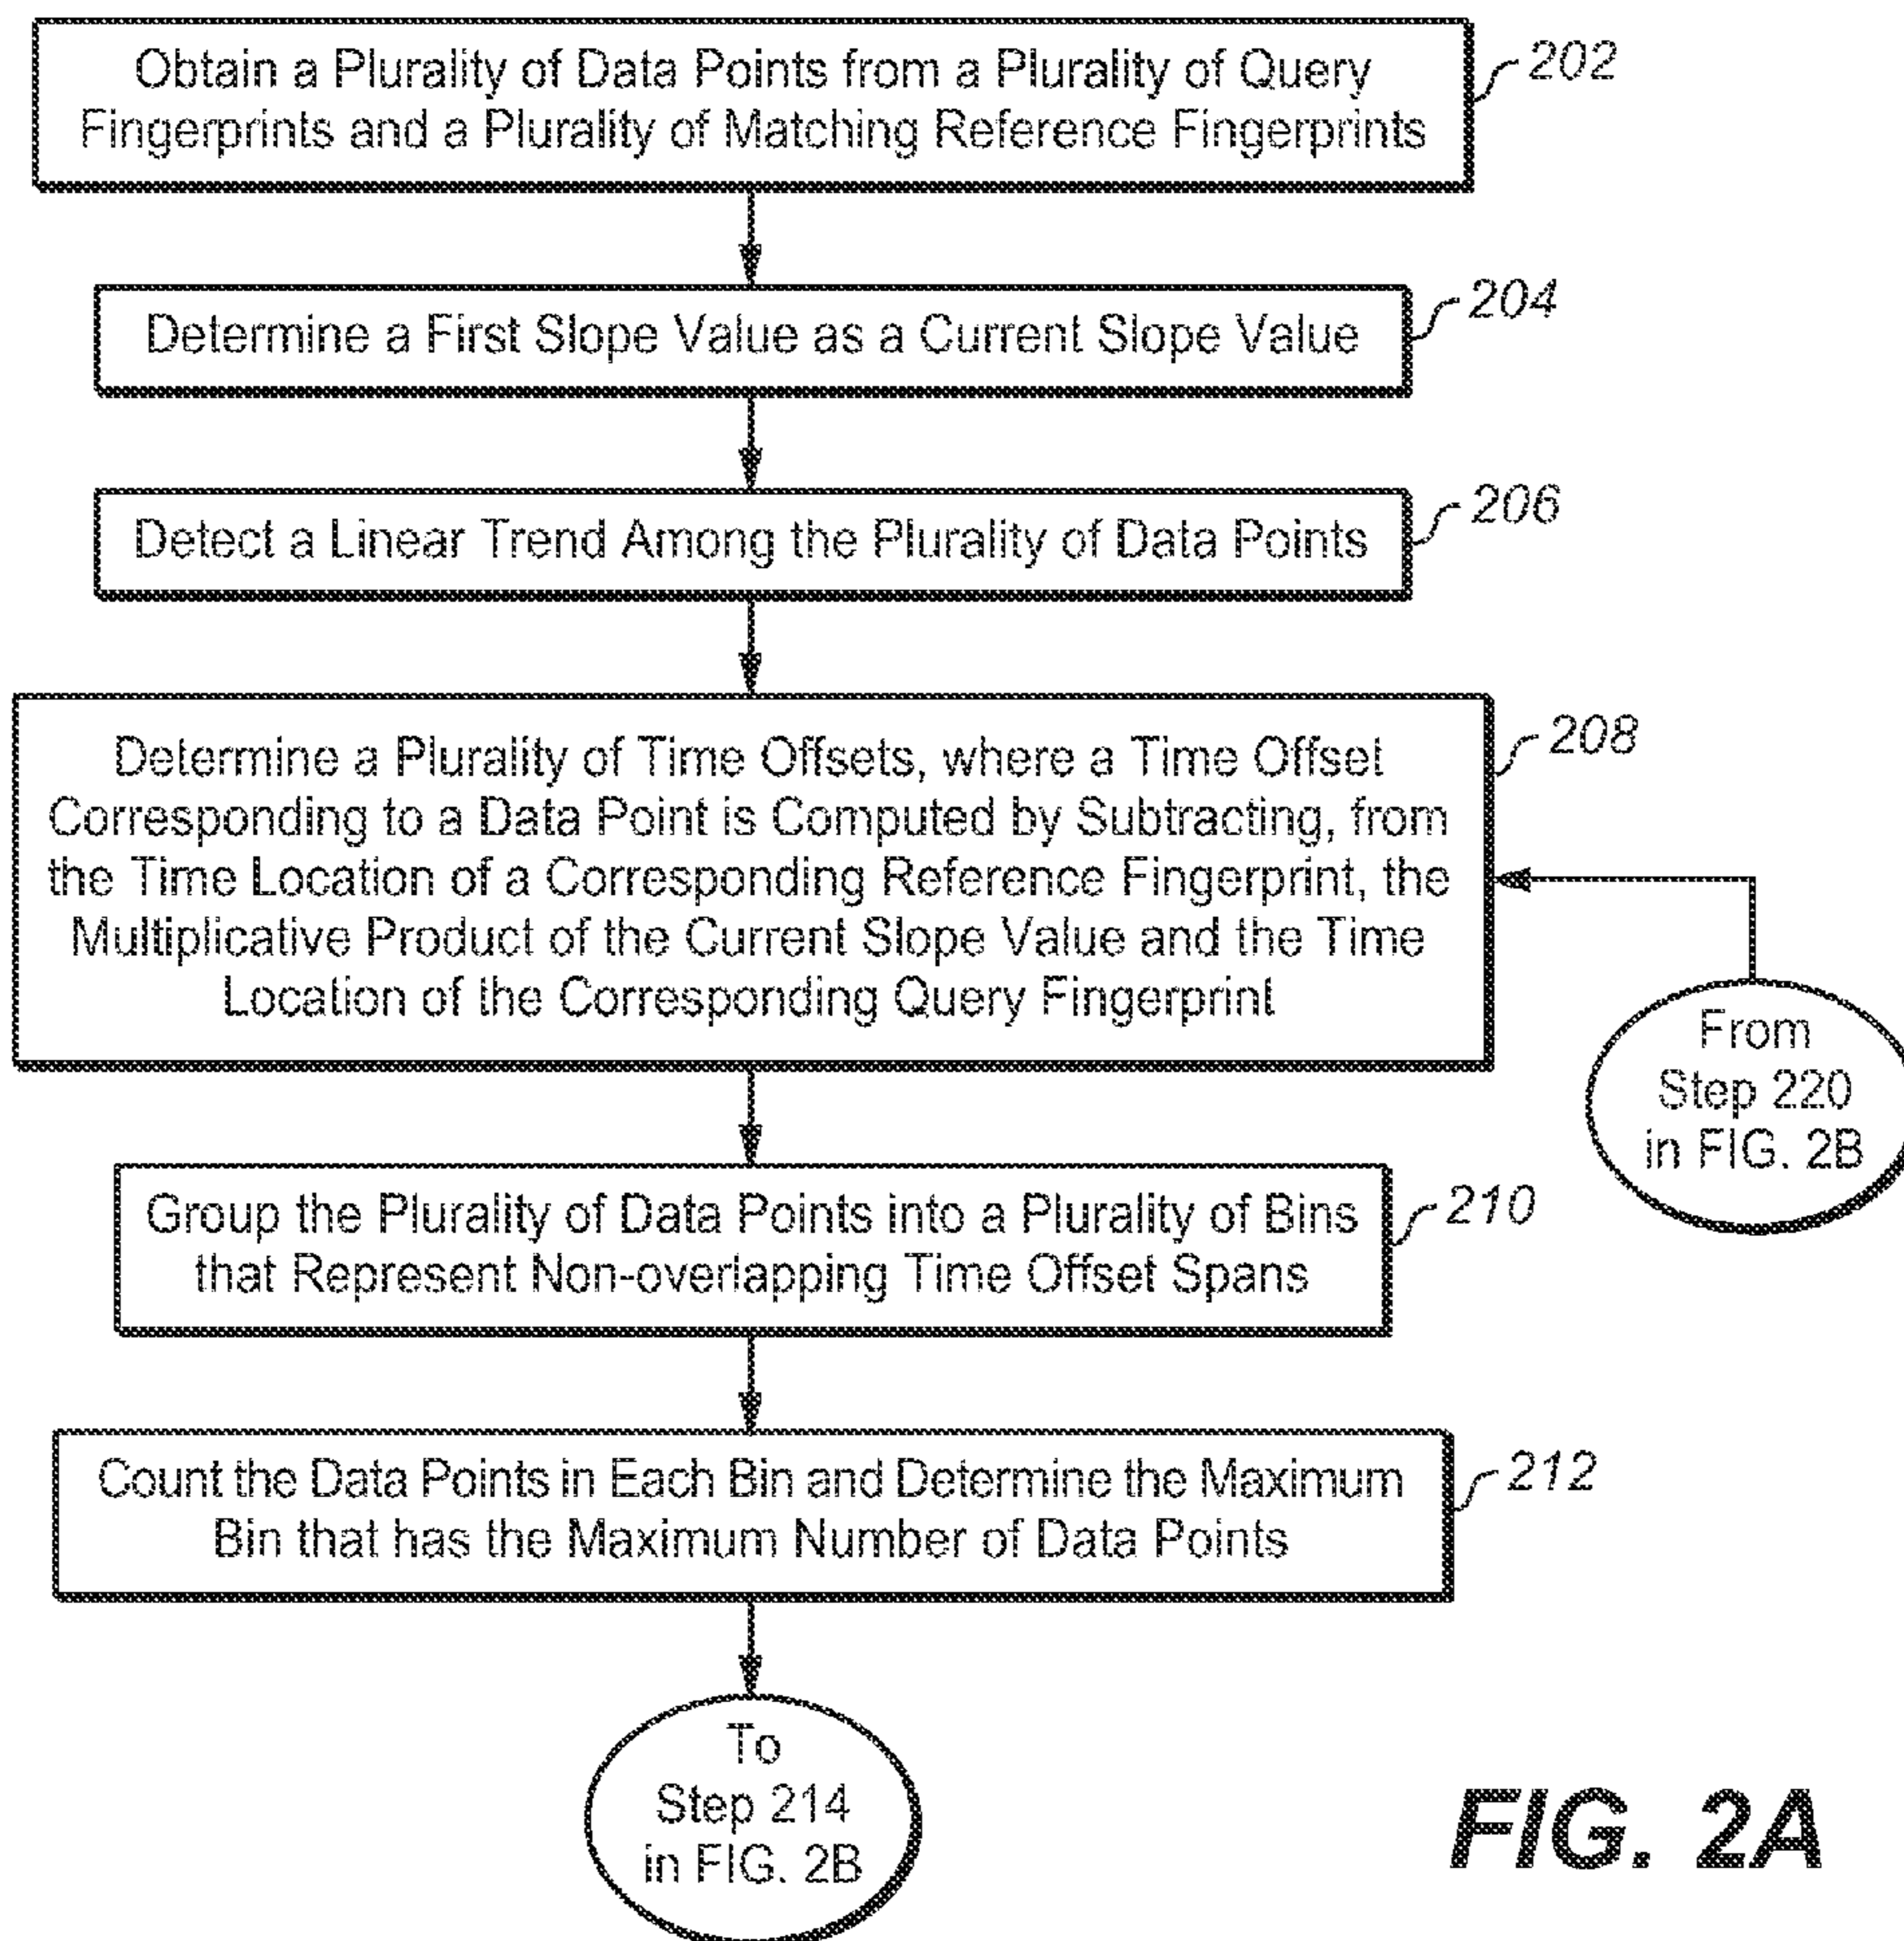 Obtain a Plurality of Data Points from a Plurality of Query
Fingerprints and a Plurality of Matching Reference Fingerprints
202
Determine a First Slope Value as a Current Slope Value
204
Detect a Linear Trend Among the Plurality of Data Points
206
Determine a Plurality of Time Offsets, where a Time Offset
Corresponding to a Data Point is Computed by Subtracting, from
the Time Location of a Corresponding Reference Fingerprint, the
Multiplicative Product of the Current Slope Value and the Time
Location of the Corresponding Query Fingerprint
208
From
Step 220
in FIG. 2B
Group the Plurality of Data Points into a Plurality of Bins
that Represent Non-overlapping Time Offset Spans
210
Count the Data Points in Each Bin and Determine the Maximum
Bin that has the Maximum Number of Data Points
212
To
Step 214
in FIG. 2B
FIG. 2A